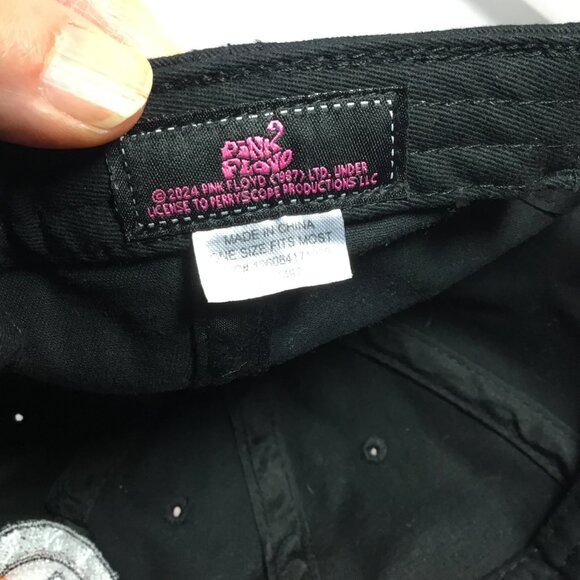 PINK
FLOYD
© 2024 PINK FLOYD (1987) LTD. UNDER
LICENSE TO PERRYSCOPE PRODUCTIONS LLC
MADE IN CHINA
ONE SIZE FITS MOST